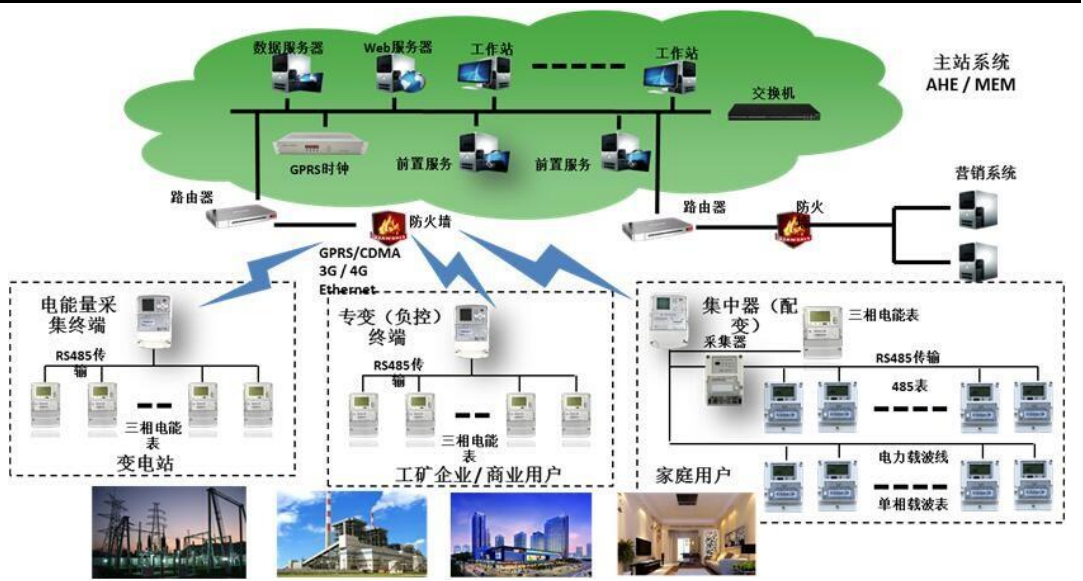 数据服务器
Web服务器
工作站
工作站
主站系统
AHE / MEM
交换机
GPRS时钟
前置服务
前置服务
营销系统
路由器
防火墙
路由器
防火
GPRS/CDMA
3G / 4G
Ethernet
电能量采
集终端
RS485传
输
三相电能
表
变电站
专变（负控）
终端
RS485传
输
三相电能
表
工矿企业/商业用户
集中器（配
变）
三相电能表
采集器
RS485传输
485表
电力载波线
单相载波表
家庭用户